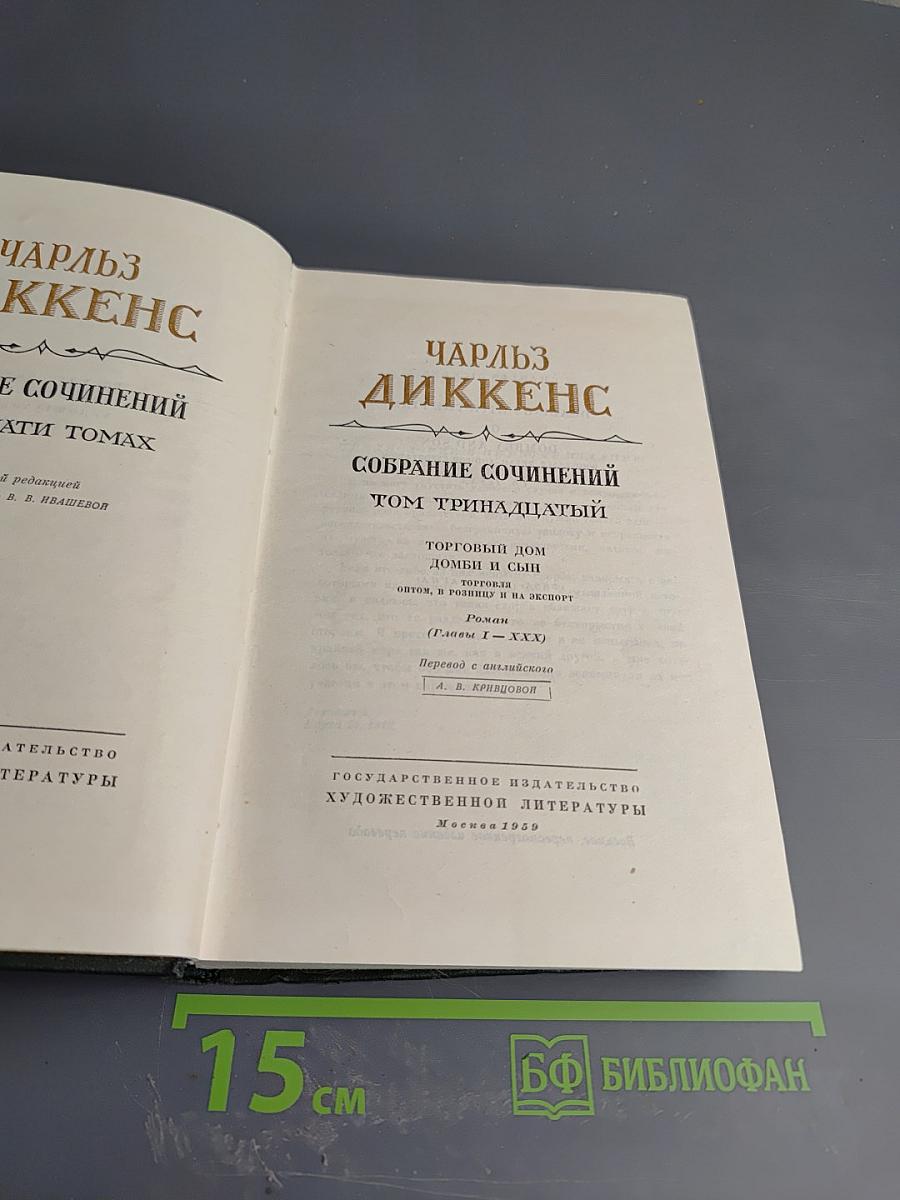 ЧАРЛЬЗ
ККЕНС
Е СОЧИНЕНИЙ
АТИ ТОМАХ
й редакцией
В. В. ИВАШЕВОЙ
АТЕЛЬСТВО
ТЕРАТУРЫ
ЧАРЛЬЗ
ДИККЕНС
СОБРАНИЕ СОЧИНЕНИЙ
ТОМ ТРИНАДЦАТЫЙ
ТОРГОВЫЙ ДОМ
ДОМБИ И СЫН
ТОРГОВЛЯ
ОПТОМ, В РОЗНИЦУ И НА ЭКСПОРТ
Роман
(Главы I — XXX)
Перевод с английского
А. В. КРИВЦОВОЙ
ГОСУДАРСТВЕННОЕ ИЗДАТЕЛЬСТВО
ХУДОЖЕСТВЕННОЙ ЛИТЕРАТУРЫ
Москва 1959
15 см
БФ БИБЛИОФАН